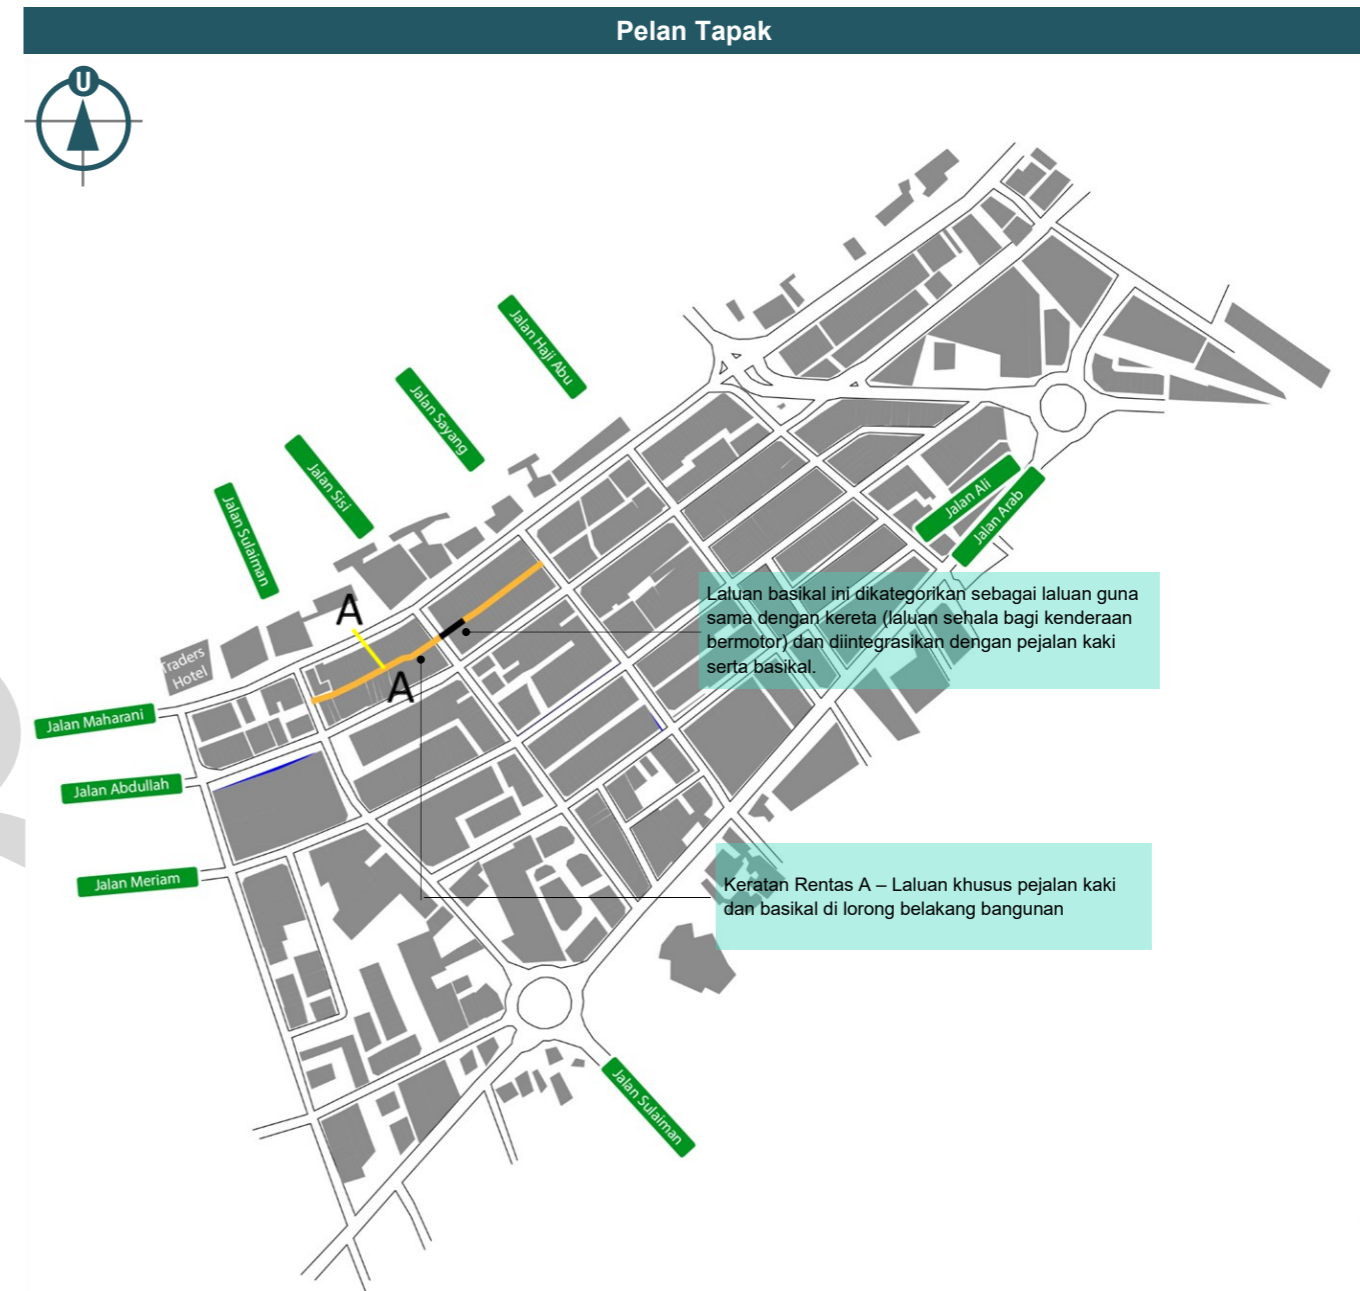 Pelan Tapak
U
Jalan Haji Abu
Jalan Sayang
Jalan Sisi
Jalan Sulaiman
Jalan Ali
Jalan Arab
A
Laluan basikal ini dikategorikan sebagai laluan guna
sama dengan kereta (laluan sehala bagi kenderaan
bermotor) dan diintegrasikan dengan pejalan kaki
serta basikal.
Traders
Hotel
A
Jalan Maharani
Jalan Abdullah
Jalan Meriam
Keratan Rentas A – Laluan khusus pejalan kaki
dan basikal di lorong belakang bangunan
Jalan Sulaiman